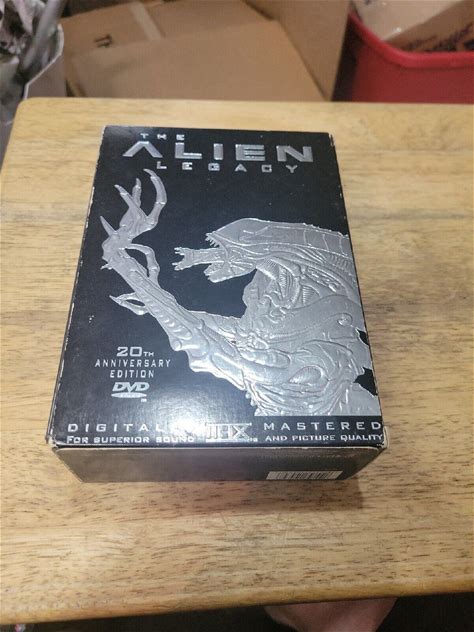 THE
ALIEN
LEGACY
20TH
ANNIVERSARY
EDITION
DVD
DIGITALLY THX MASTERED
FOR SUPERIOR SOUND AND PICTURE QUALITY